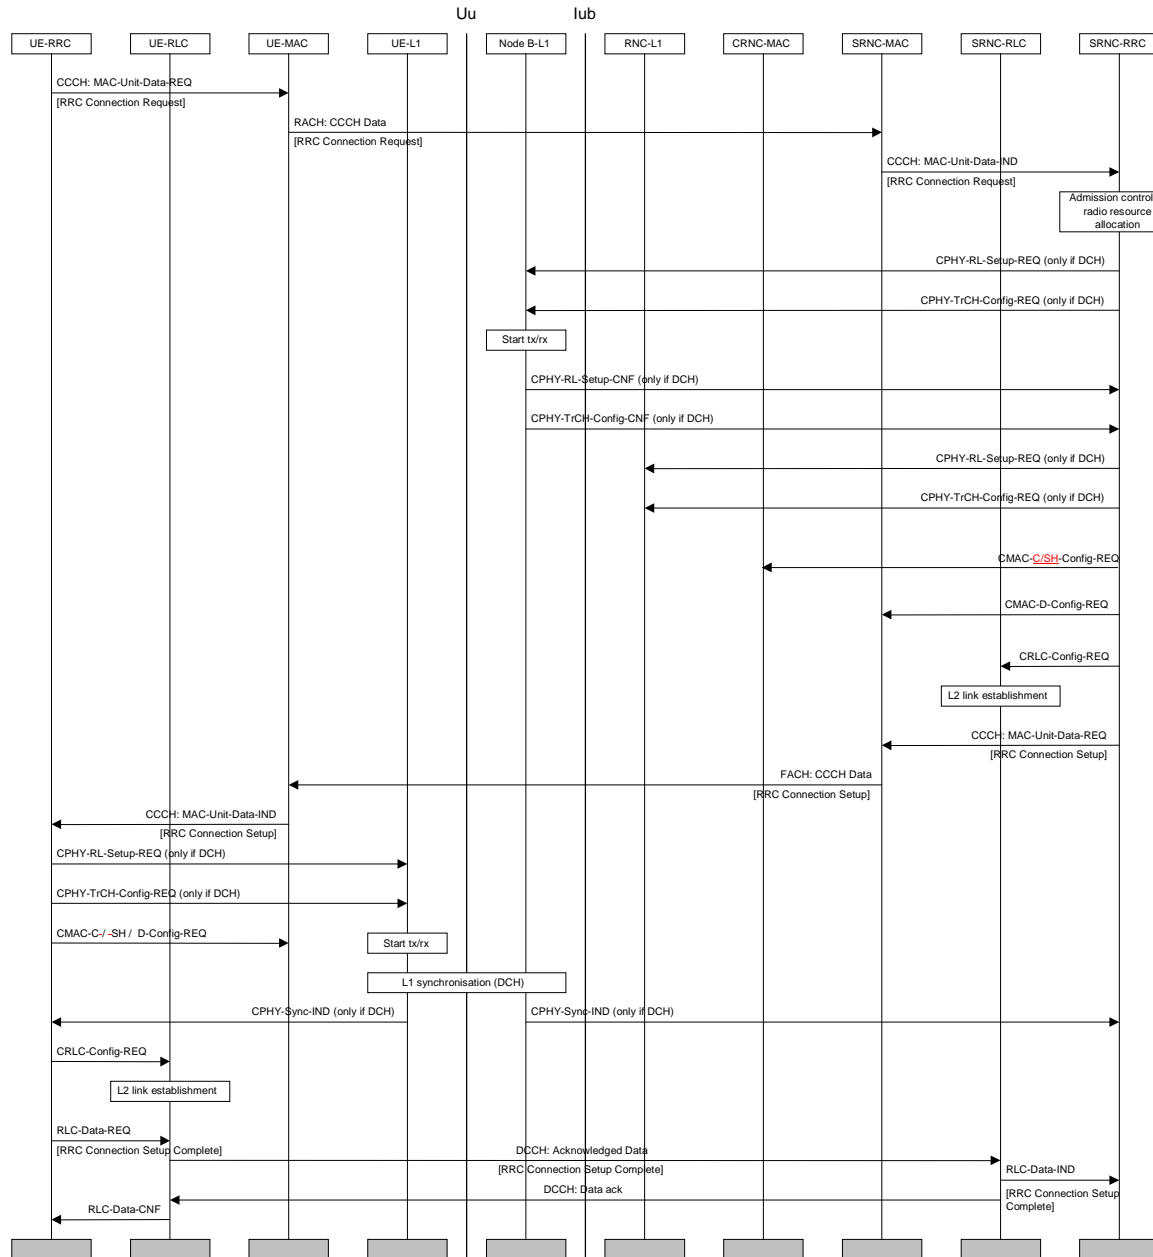 Uu
Iub
UE-RRC
UE-RLC
UE-MAC
UE-L1
Node B-L1
RNC-L1
CRNC-MAC
SRNC-MAC
SRNC-RLC
SRNC-RRC
CCCH: MAC-Unit-Data-REQ
[RRC Connection Request]
RACH: CCCH Data
[RRC Connection Request]
CCCH: MAC-Unit-Data-IND
[RRC Connection Request]
Admission control,
radio resource
allocation
CPHY-RL-Setup-REQ (only if DCH)
CPHY-TrCH-Config-REQ (only if DCH)
Start tx/rx
CPHY-RL-Setup-CNF (only if DCH)
CPHY-TrCH-Config-CNF (only if DCH)
CPHY-RL-Setup-REQ (only if DCH)
CPHY-TrCH-Config-REQ (only if DCH)
CMAC-C/SH-Config-REQ
CMAC-D-Config-REQ
CRLC-Config-REQ
L2 link establishment
CCCH: MAC-Unit-Data-REQ
[RRC Connection Setup]
FACH: CCCH Data
[RRC Connection Setup]
CCCH: MAC-Unit-Data-IND
[RRC Connection Setup]
CPHY-RL-Setup-REQ (only if DCH)
CPHY-TrCH-Config-REQ (only if DCH)
CMAC-C-/ -SH / D-Config-REQ
Start tx/rx
L1 synchronisation (DCH)
CPHY-Sync-IND (only if DCH)
CPHY-Sync-IND (only if DCH)
CRLC-Config-REQ
L2 link establishment
RLC-Data-REQ
[RRC Connection Setup Complete]
DCCH: Acknowledged Data
[RRC Connection Setup Complete]
RLC-Data-IND
[RRC Connection Setup
Complete]
DCCH: Data ack
RLC-Data-CNF